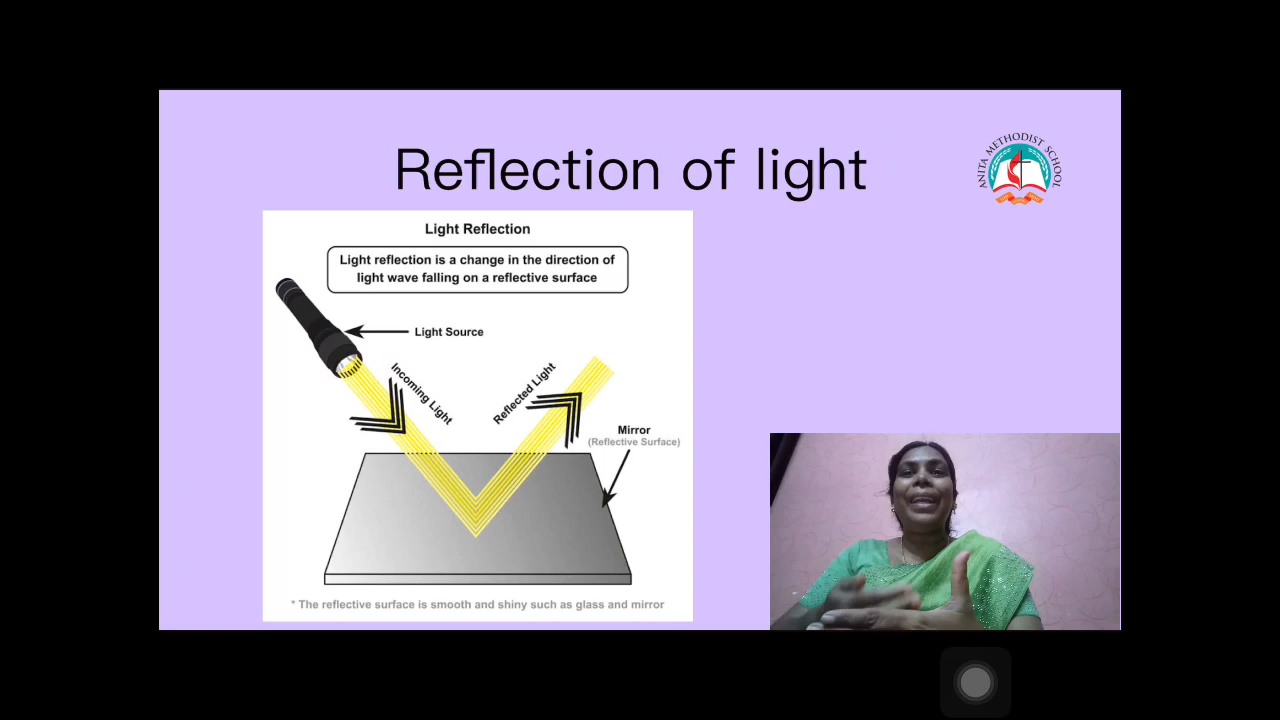 Reflection of light
ANITA METHODIST SCHOOL
Light Reflection
Light reflection is a change in the direction of
light wave falling on a reflective surface
Light Source
Incoming Light
Reflected Light
Mirror
(Reflective Surface)
* The reflective surface is smooth and shiny such as glass and mirror